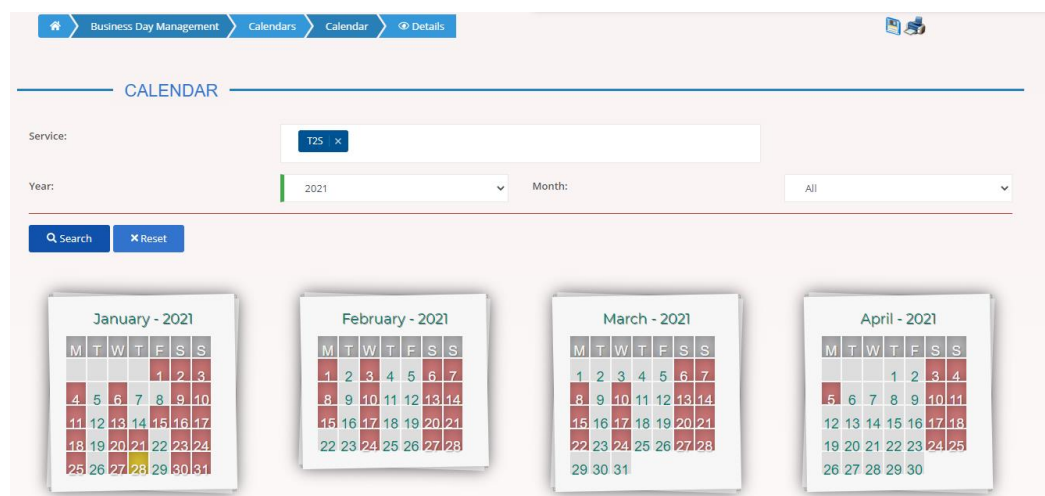 Business Day Management Calendars Calendar Details
CALENDAR
Service: T2S ×
Year: 2021 Month: All
Search Reset
January - 2021
M T W T F S S
1 2 3
4 5 6 7 8 9 10
11 12 13 14 15 16 17
18 19 20 21 22 23 24
25 26 27 28 29 30 31
February - 2021
M T W T F S S
1 2 3 4 5 6 7
8 9 10 11 12 13 14
15 16 17 18 19 20 21
22 23 24 25 26 27 28
March - 2021
M T W T F S S
1 2 3 4 5 6 7
8 9 10 11 12 13 14
15 16 17 18 19 20 21
22 23 24 25 26 27 28
29 30 31
April - 2021
M T W T F S S
1 2 3 4
5 6 7 8 9 10 11
12 13 14 15 16 17 18
19 20 21 22 23 24 25
26 27 28 29 30